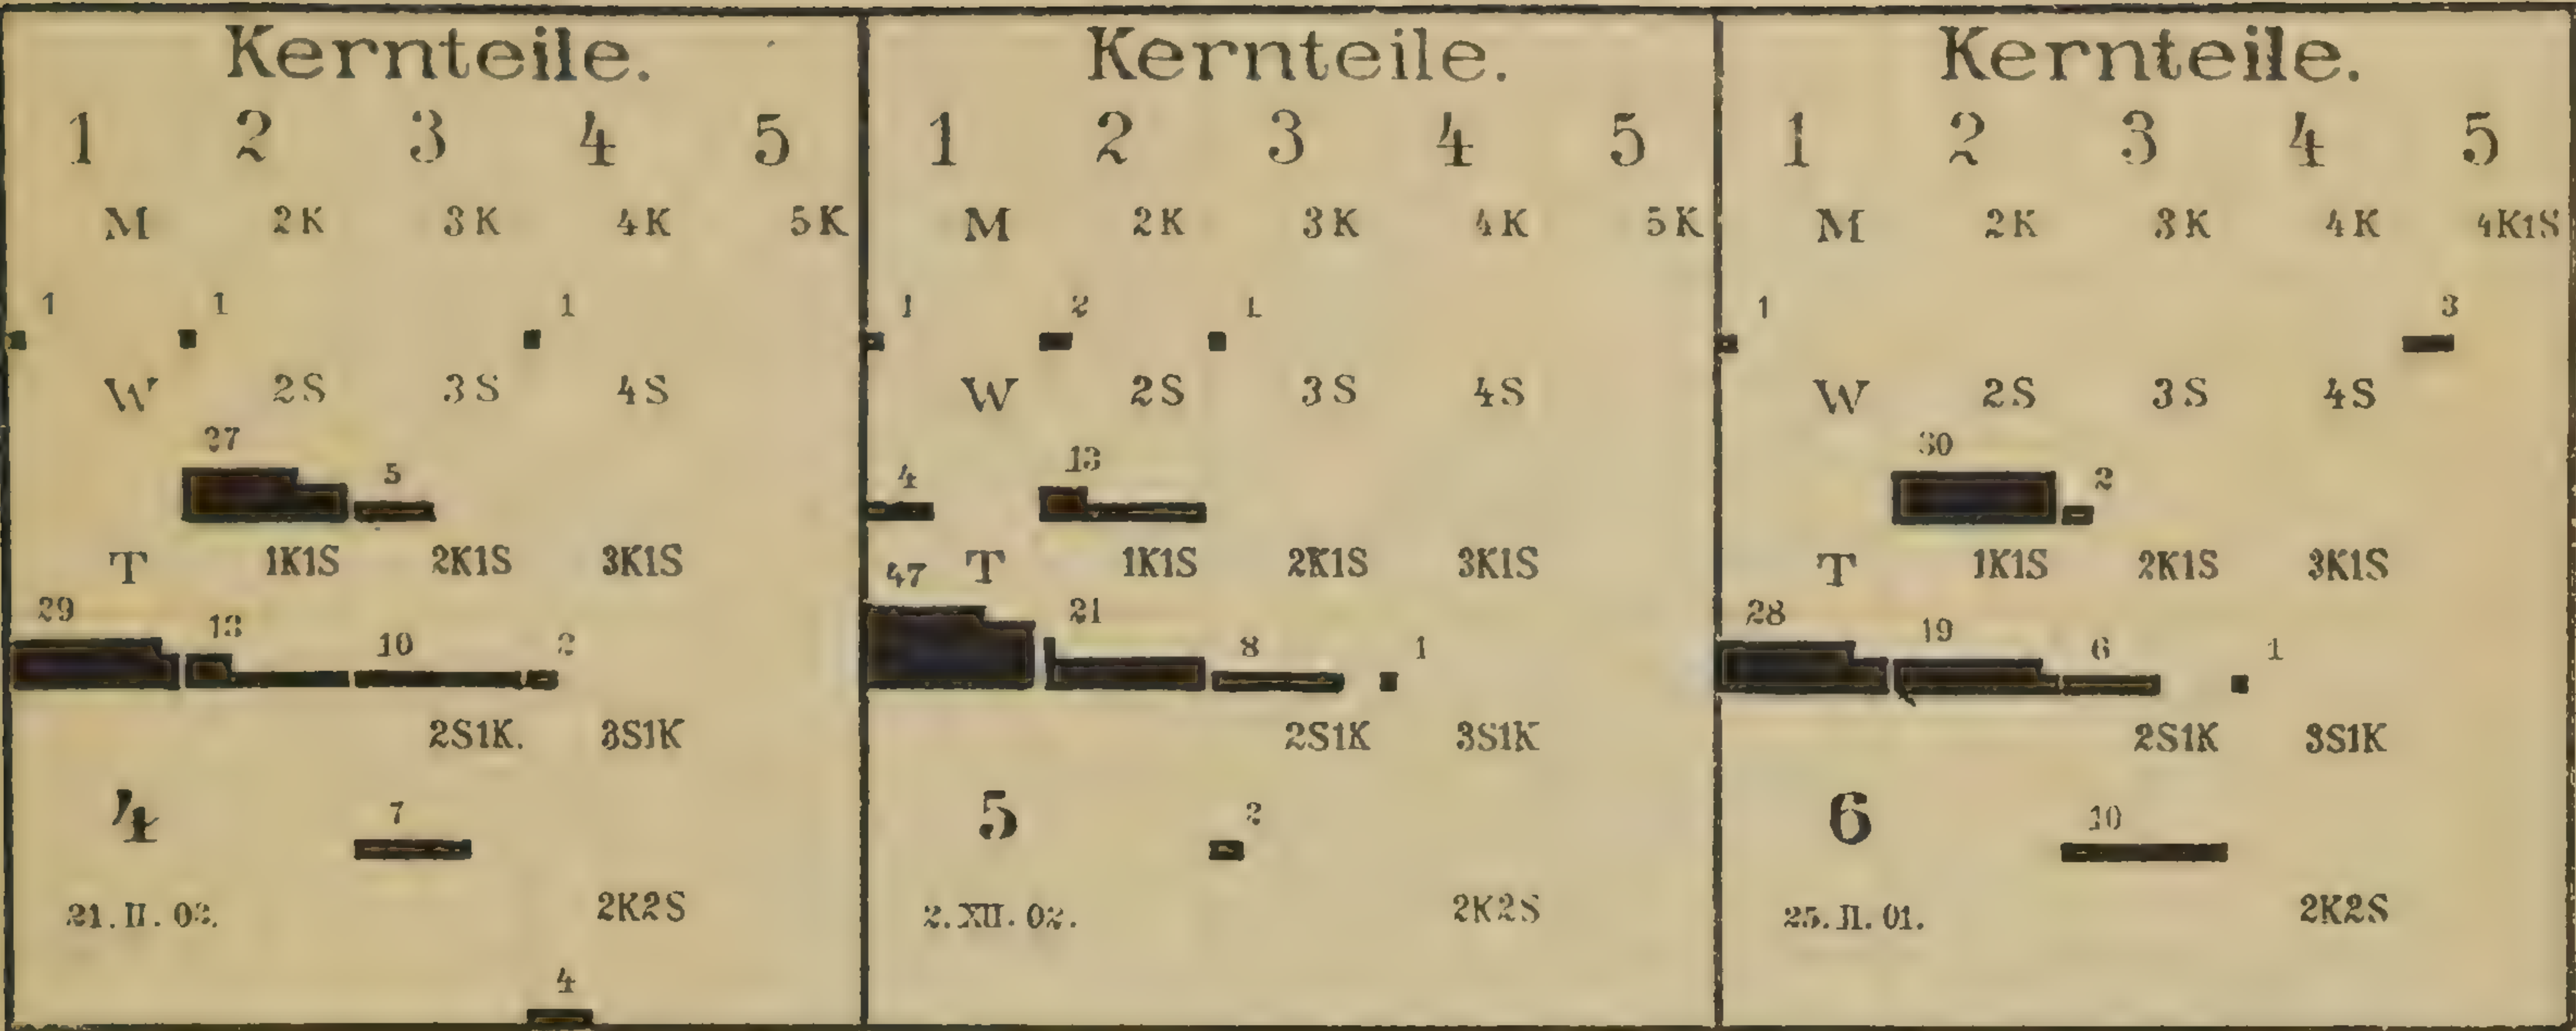 Kernteile.
1 2 3 4 5
M 2K 3K 4K 5K
1 1 1
W 2S 3S 4S
27 5
T 1K1S 2K1S 3K1S
29 13 10 2
2S1K. 3S1K
4 7
21.II.03. 2K2S
4
Kernteile.
1 2 3 4 5
M 2K 3K 4K 5K
1 2 1
W 2S 3S 4S
4 13
47 T 1K1S 2K1S 3K1S
21 8 1
2S1K 3S1K
5 2
2.XII.02. 2K2S
Kernteile.
1 2 3 4 5
M 2K 3K 4K 4K1S
1 3
W 2S 3S 4S
30 2
T 1K1S 2K1S 3K1S
28 19 6 1
2S1K 3S1K
6 10
25.II.01. 2K2S